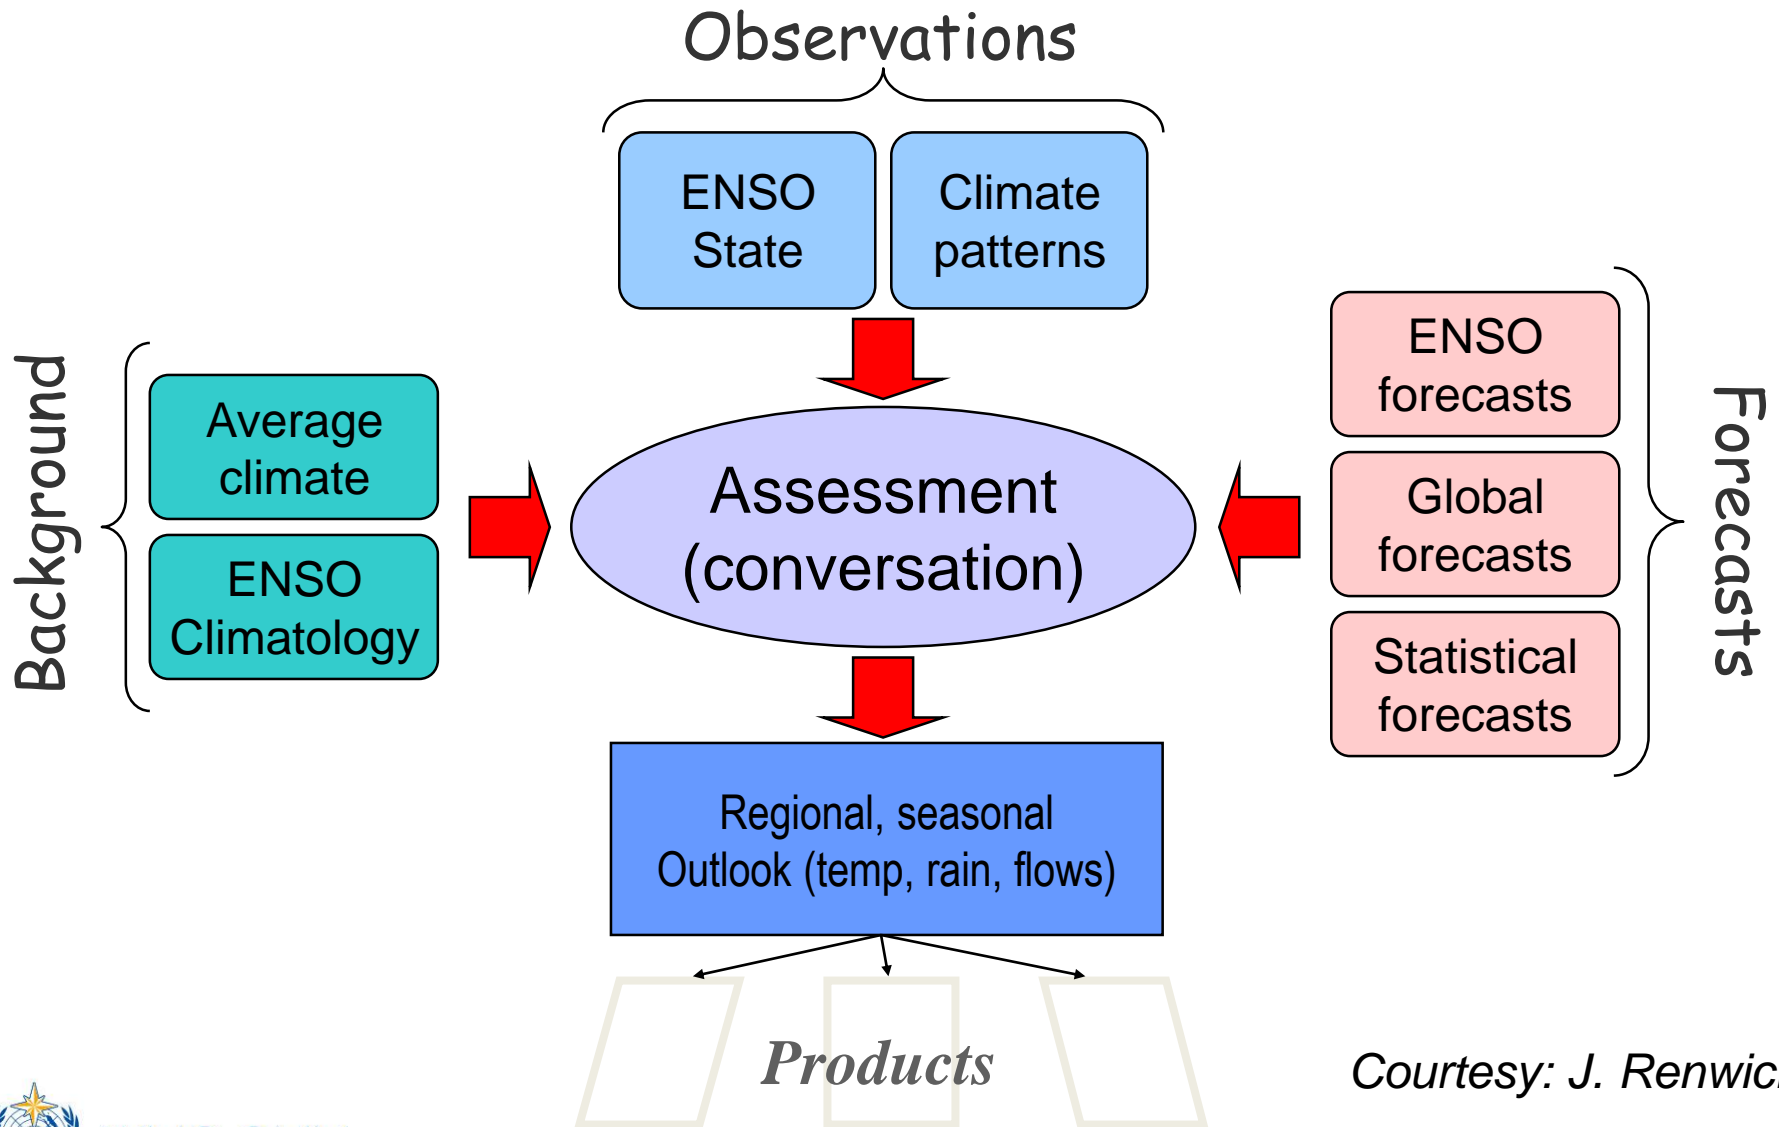 Observations
ENSO
State
Climate
patterns
Background
Average
climate
ENSO
Climatology
Assessment
(conversation)
ENSO
forecasts
Global
forecasts
Statistical
forecasts
Forecasts
Regional, seasonal
Outlook (temp, rain, flows)
Products
Courtesy: J. Renwic